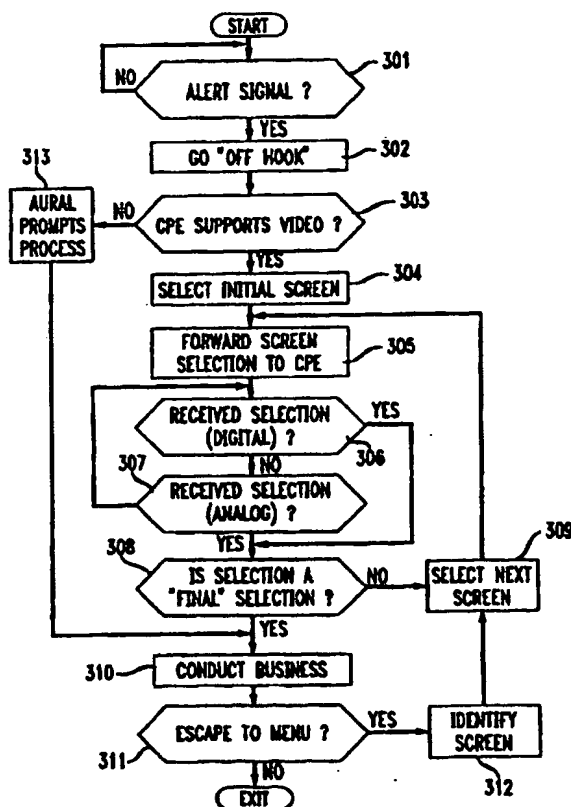 START
301
NO
ALERT SIGNAL ?
YES
313
GO "OFF HOOK"
302
AURAL
PROMPTS
PROCESS
NO
CPE SUPPORTS VIDEO ?
303
YES
304
SELECT INITIAL SCREEN
FORWARD SCREEN
SELECTION TO CPE
305
RECEIVED SELECTION
(DIGITAL) ?
YES
306
307
NO
RECEIVED SELECTION
(ANALOG) ?
YES
308
309
IS SELECTION A
"FINAL" SELECTION ?
NO
SELECT NEXT
SCREEN
YES
310
CONDUCT BUSINESS
ESCAPE TO MENU ?
YES
IDENTIFY
SCREEN
311
NO
312
EXIT